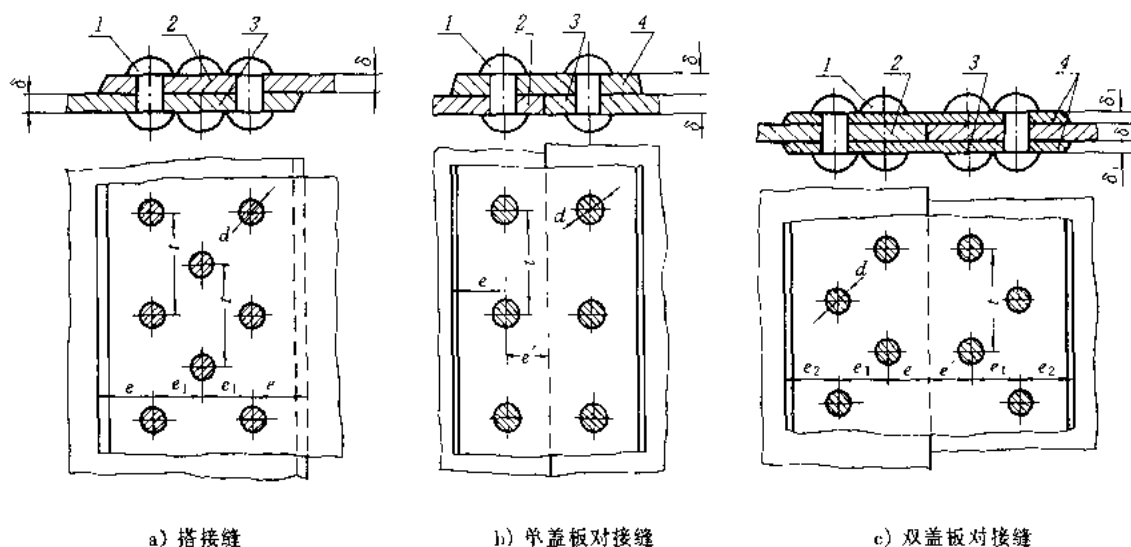 1 2 3
δ
δ
d
t
t
e e₁ e₁ e
a) 搭接缝
1 2 3 4
δ
δ
d
t
e
e'
b) 单盖板对接缝
1 2 3 4
δ₁
δ₁
d
t
e₂ e₁ e e' e₁ e₂
c) 双盖板对接缝